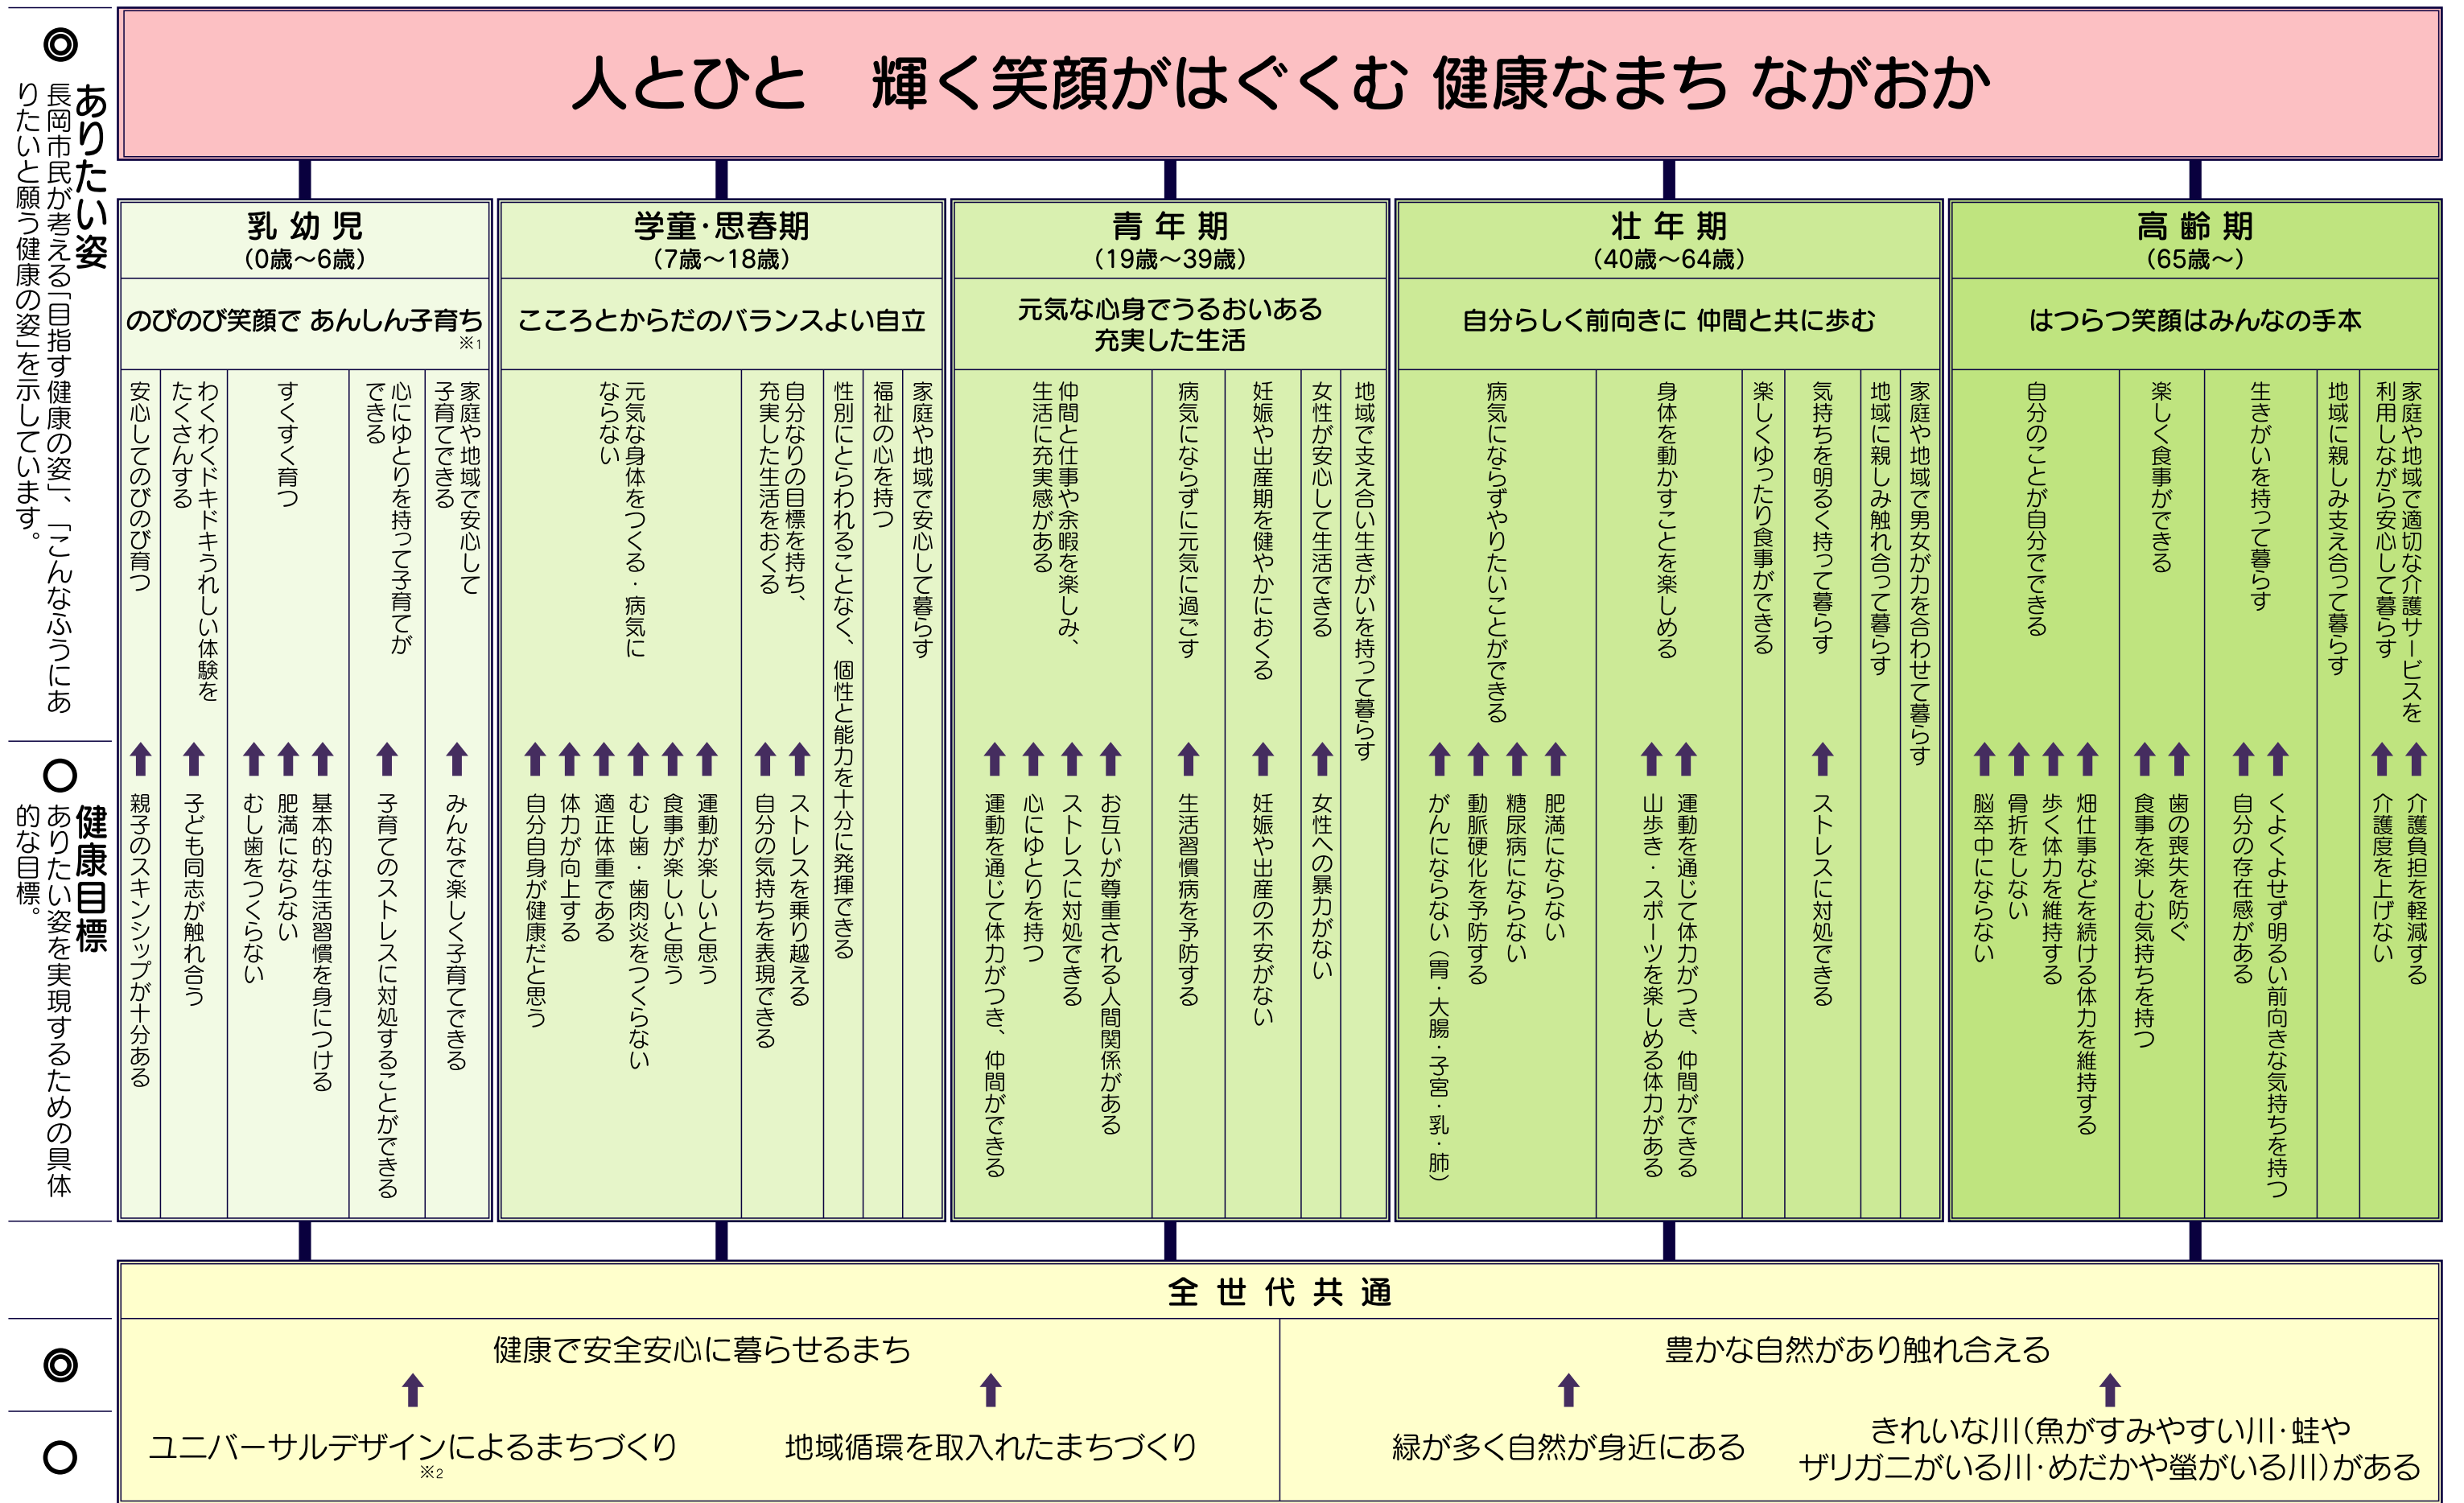 人とひと　輝く笑顔がはぐくむ 健康なまち ながおか
◎
ありたい姿
長岡市民が考える「目指す健康の姿」、「こんなふうにあ
りたいと願う健康の姿」を示しています。
○
健康目標
ありたい姿を実現するための具体
的な目標。
乳幼児
（0歳～6歳）
のびのび笑顔で あんしん子育ち
※1
家庭や地域で安心して
子育てできる
みんなで楽しく子育てできる
心にゆとりを持って子育てが
できる
子育てのストレスに対処することができる
すくすく育つ
基本的な生活習慣を身につける
肥満にならない
むし歯をつくらない
わくわくドキドキうれしい体験を
たくさんする
子ども同志が触れ合う
安心してのびのび育つ
親子のスキンシップが十分ある
学童・思春期
（7歳～18歳）
こころとからだのバランスよい自立
家庭や地域で安心して暮らす
福祉の心を持つ
性別にとらわれることなく、個性と能力を十分に発揮できる
自分なりの目標を持ち、
充実した生活をおくる
ストレスを乗り越える
自分の気持ちを表現できる
元気な身体をつくる・病気に
ならない
運動が楽しいと思う
食事が楽しいと思う
むし歯・歯肉炎をつくらない
適正体重である
体力が向上する
自分自身が健康だと思う
青年期
（19歳～39歳）
元気な心身でうるおいある
充実した生活
地域で支え合い生きがいを持って暮らす
女性が安心して生活できる
女性への暴力がない
妊娠や出産期を健やかにおくる
妊娠や出産の不安がない
病気にならずに元気に過ごす
生活習慣病を予防する
仲間と仕事や余暇を楽しみ、
生活に充実感がある
お互いが尊重される人間関係がある
ストレスに対処できる
心にゆとりを持つ
運動を通じて体力がつき、仲間ができる
壮年期
（40歳～64歳）
自分らしく前向きに 仲間と共に歩む
家庭や地域で男女が力を合わせて暮らす
地域に親しみ触れ合って暮らす
気持ちを明るく持って暮らす
ストレスに対処できる
楽しくゆったり食事ができる
身体を動かすことを楽しめる
運動を通じて体力がつき、仲間ができる
山歩き・スポーツを楽しめる体力がある
病気にならずやりたいことができる
肥満にならない
糖尿病にならない
動脈硬化を予防する
がんにならない（胃・大腸・子宮・乳・肺）
高齢期
（65歳～）
はつらつ笑顔はみんなの手本
家庭や地域で適切な介護サービスを
利用しながら安心して暮らす
介護負担を軽減する
介護度を上げない
地域に親しみ支え合って暮らす
生きがいを持って暮らす
くよくよせず明るい前向きな気持ちを持つ
自分の存在感がある
楽しく食事ができる
歯の喪失を防ぐ
食事を楽しむ気持ちを持つ
自分のことが自分でできる
畑仕事などを続ける体力を維持する
歩く体力を維持する
骨折をしない
脳卒中にならない
全世代共通
◎
健康で安全安心に暮らせるまち
豊かな自然があり触れ合える
○
ユニバーサルデザインによるまちづくり
※2
地域循環を取入れたまちづくり
緑が多く自然が身近にある
きれいな川（魚がすみやすい川・蛙や
ザリガニがいる川・めだかや螢がいる川）がある